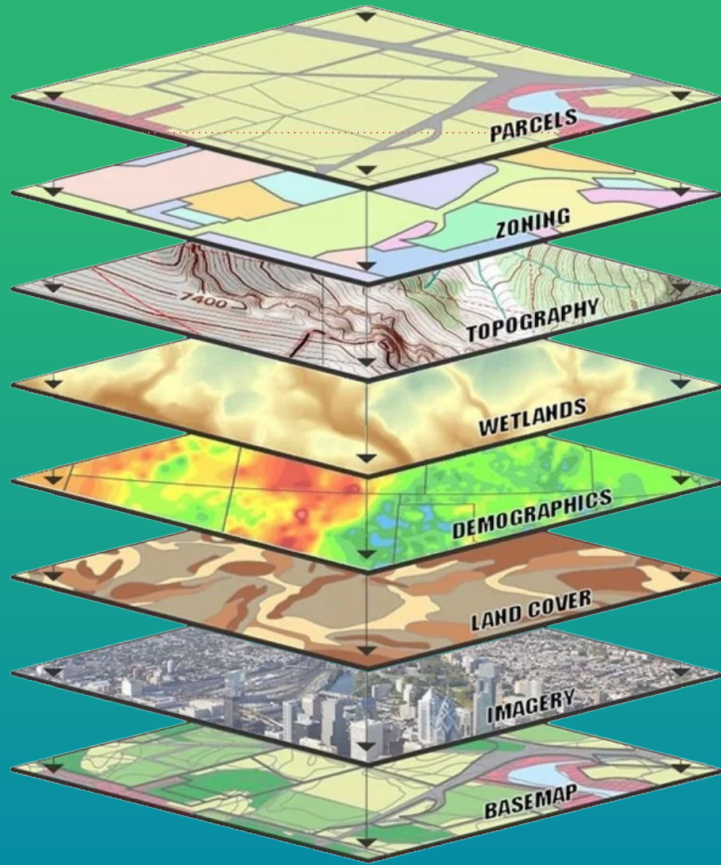 PARCELS
ZONING
7400
TOPOGRAPHY
WETLANDS
DEMOGRAPHICS
LAND COVER
IMAGERY
BASEMAP